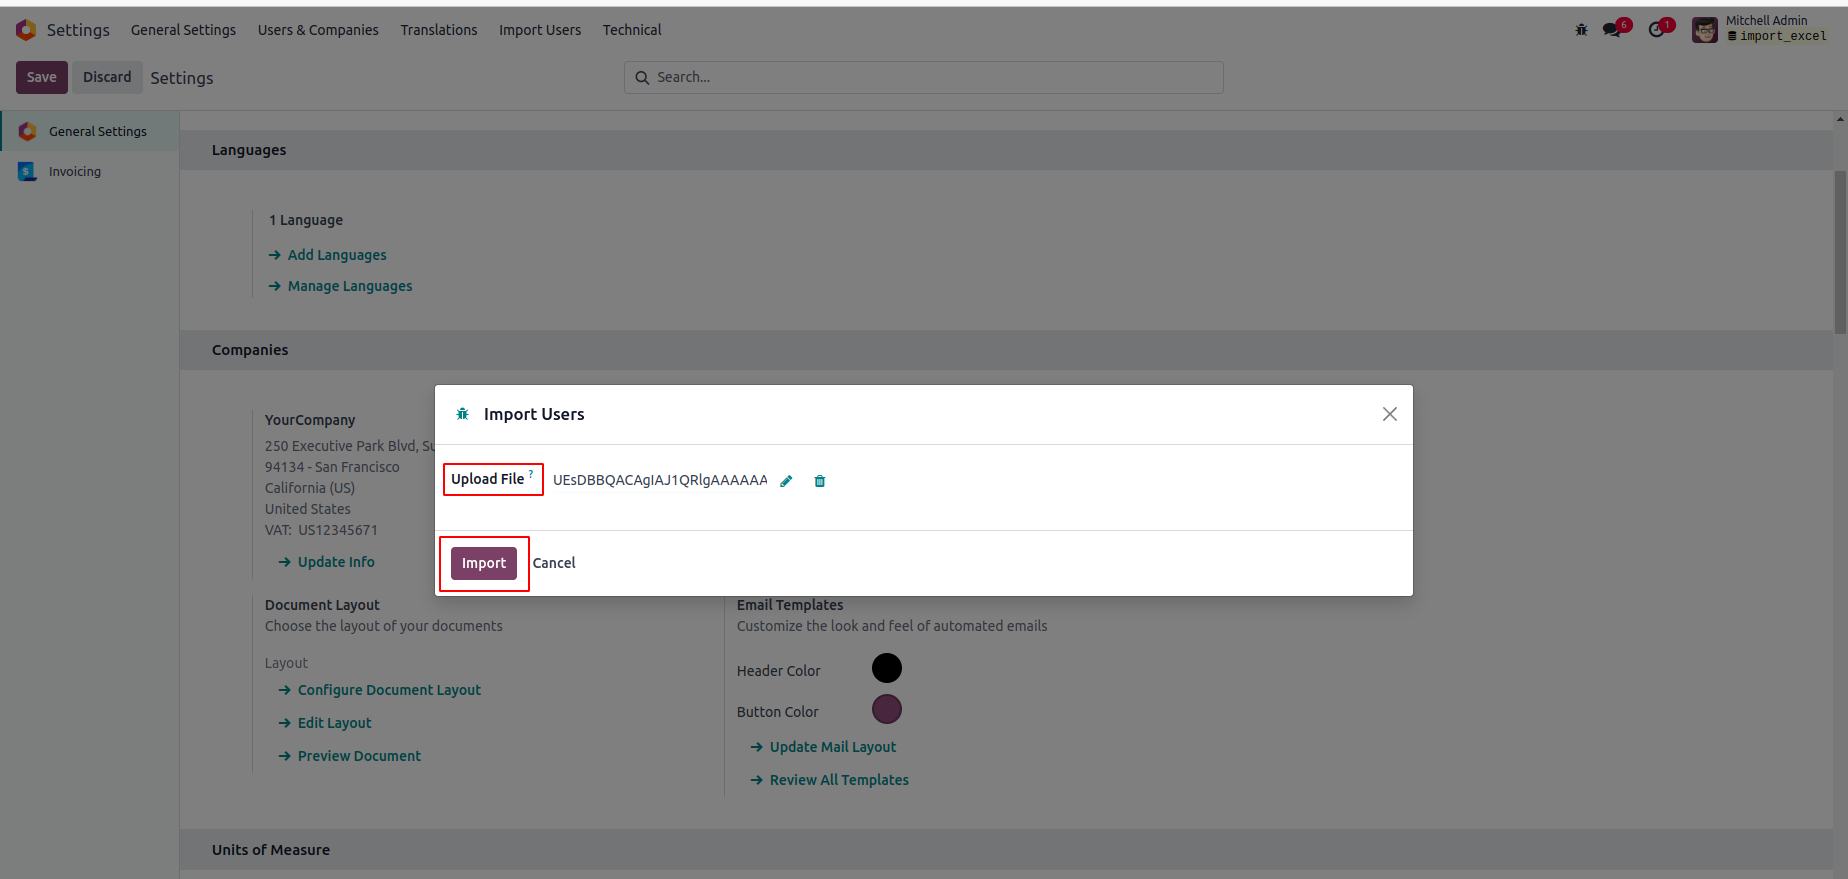 Settings General Settings Users & Companies Translations Import Users Technical
6 1 Mitchell Admin
import_excel
Save Discard Settings Search...
General Settings
Invoicing
Languages
1 Language
→ Add Languages
→ Manage Languages
Companies
YourCompany
250 Executive Park Blvd, Su
94134 - San Francisco
California (US)
United States
VAT: US12345671
→ Update Info
Import Users
Upload File ? UEsDBBQACAgIAJ1QRlgAAAAAA
Import Cancel
Document Layout
Choose the layout of your documents
Layout
→ Configure Document Layout
→ Edit Layout
→ Preview Document
Email Templates
Customize the look and feel of automated emails
Header Color
Button Color
→ Update Mail Layout
→ Review All Templates
Units of Measure